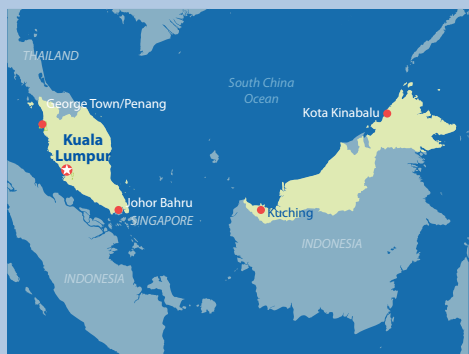 THAILAND
South China
Ocean
George Town/Penang
Kota Kinabalu
Kuala
Lumpur
Johor Bahru
SINGAPORE
Kuching
INDONESIA
INDONESIA